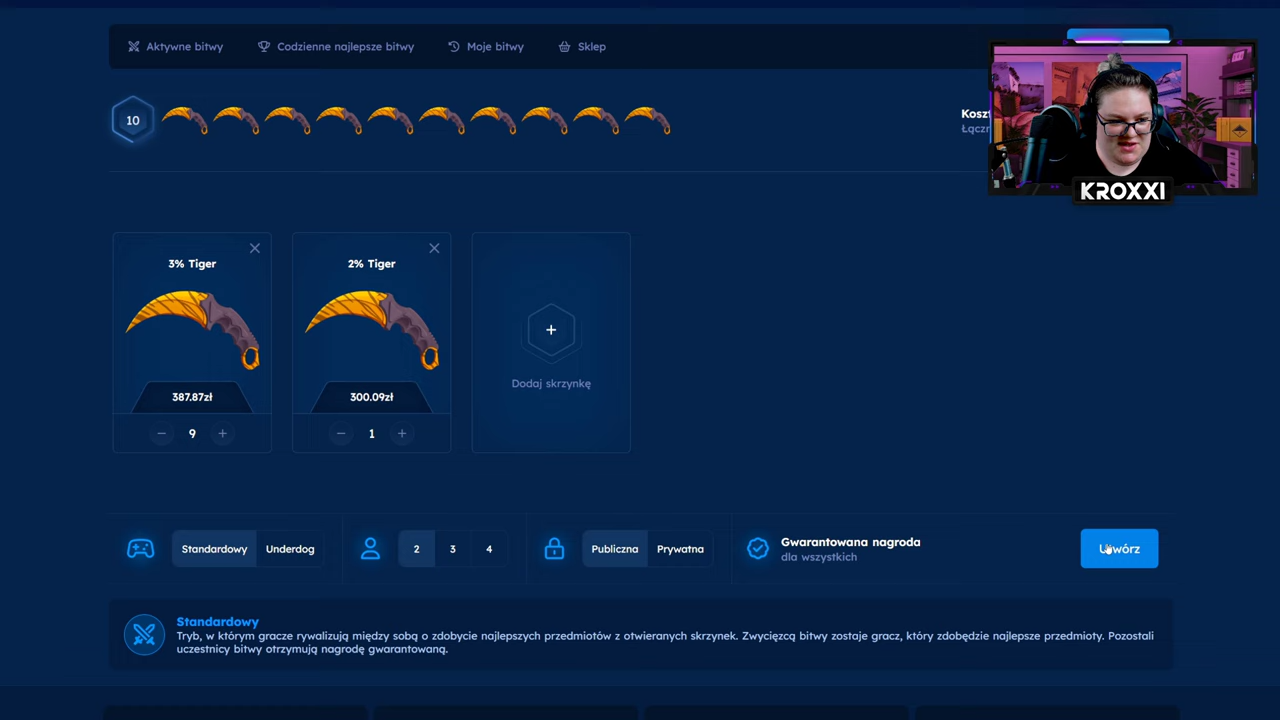 Aktywne bitwy
Codzienne najlepsze bitwy
Moje bitwy
Sklep
10
KROXXI
3% Tiger
387.87zł
9
2% Tiger
300.09zł
1
Dodaj skrzynkę
Standardowy
Underdog
2
3
4
Publiczna
Prywatna
Gwarantowana nagroda
dla wszystkich
Utwórz
Standardowy
Tryb, w którym gracze rywalizują między sobą o zdobycie najlepszych przedmiotów z otwieranych skrzynek. Zwycięzcą bitwy zostaje gracz, który zdobędzie najlepsze przedmioty. Pozostali
uczestnicy bitwy otrzymują nagrodę gwarantowaną.